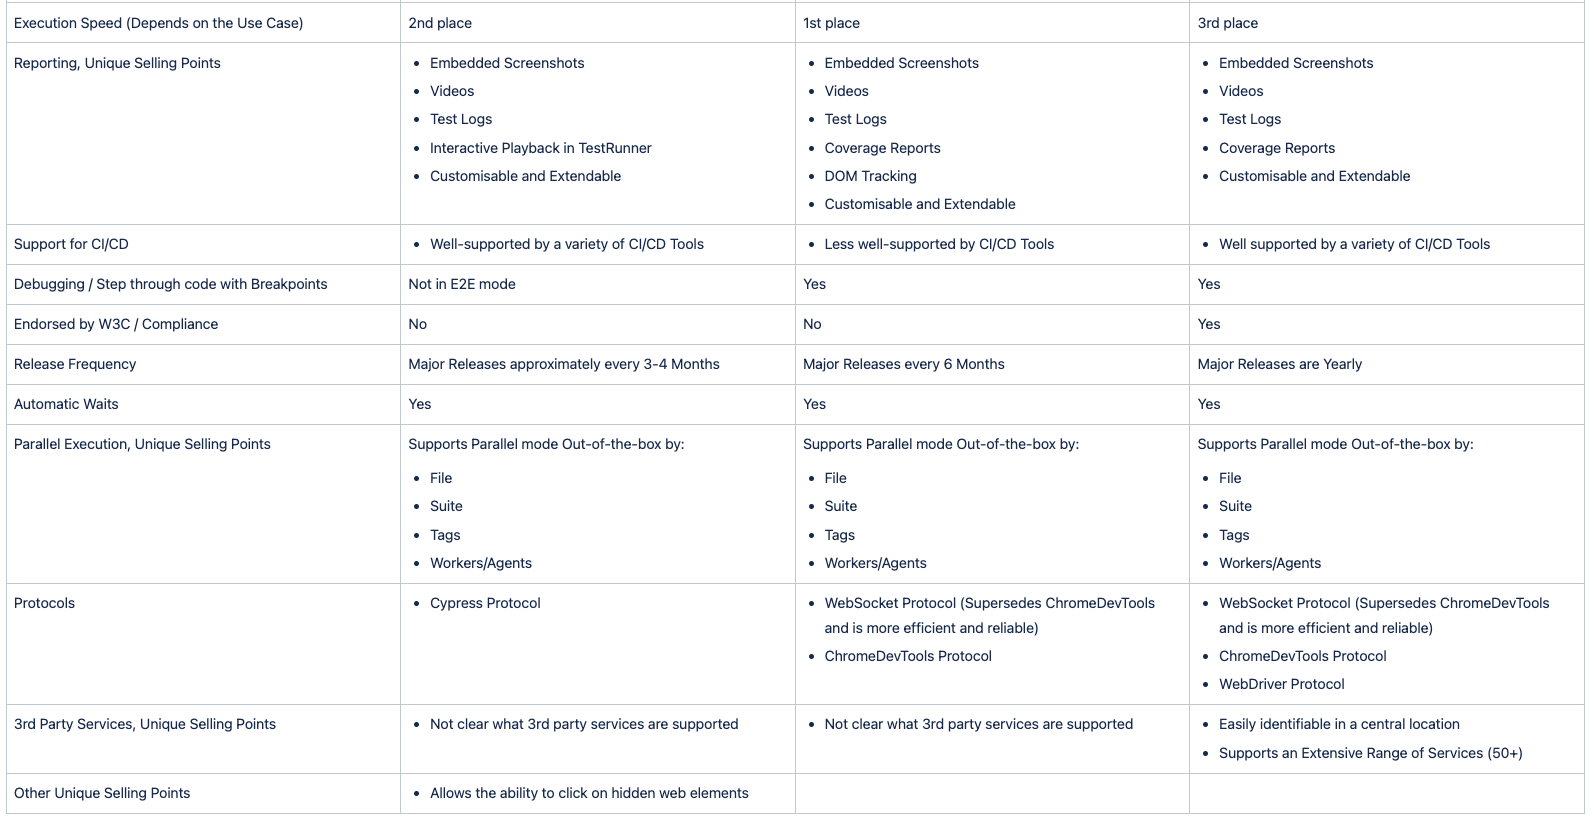 Execution Speed (Depends on the Use Case)
2nd place
1st place
3rd place
Reporting, Unique Selling Points
Embedded Screenshots
Videos
Test Logs
Interactive Playback in TestRunner
Customisable and Extendable
Embedded Screenshots
Videos
Test Logs
Coverage Reports
DOM Tracking
Customisable and Extendable
Embedded Screenshots
Videos
Test Logs
Coverage Reports
Customisable and Extendable
Support for CI/CD
Well-supported by a variety of CI/CD Tools
Less well-supported by CI/CD Tools
Well supported by a variety of CI/CD Tools
Debugging / Step through code with Breakpoints
Not in E2E mode
Yes
Yes
Endorsed by W3C / Compliance
No
No
Yes
Release Frequency
Major Releases approximately every 3-4 Months
Major Releases every 6 Months
Major Releases are Yearly
Automatic Waits
Yes
Yes
Yes
Parallel Execution, Unique Selling Points
Supports Parallel mode Out-of-the-box by:
File
Suite
Tags
Workers/Agents
Supports Parallel mode Out-of-the-box by:
File
Suite
Tags
Workers/Agents
Supports Parallel mode Out-of-the-box by:
File
Suite
Tags
Workers/Agents
Protocols
Cypress Protocol
WebSocket Protocol (Supersedes ChromeDevTools
and is more efficient and reliable)
ChromeDevTools Protocol
WebSocket Protocol (Supersedes ChromeDevTools
and is more efficient and reliable)
ChromeDevTools Protocol
WebDriver Protocol
3rd Party Services, Unique Selling Points
Not clear what 3rd party services are supported
Not clear what 3rd party services are supported
Easily identifiable in a central location
Supports an Extensive Range of Services (50+)
Other Unique Selling Points
Allows the ability to click on hidden web elements